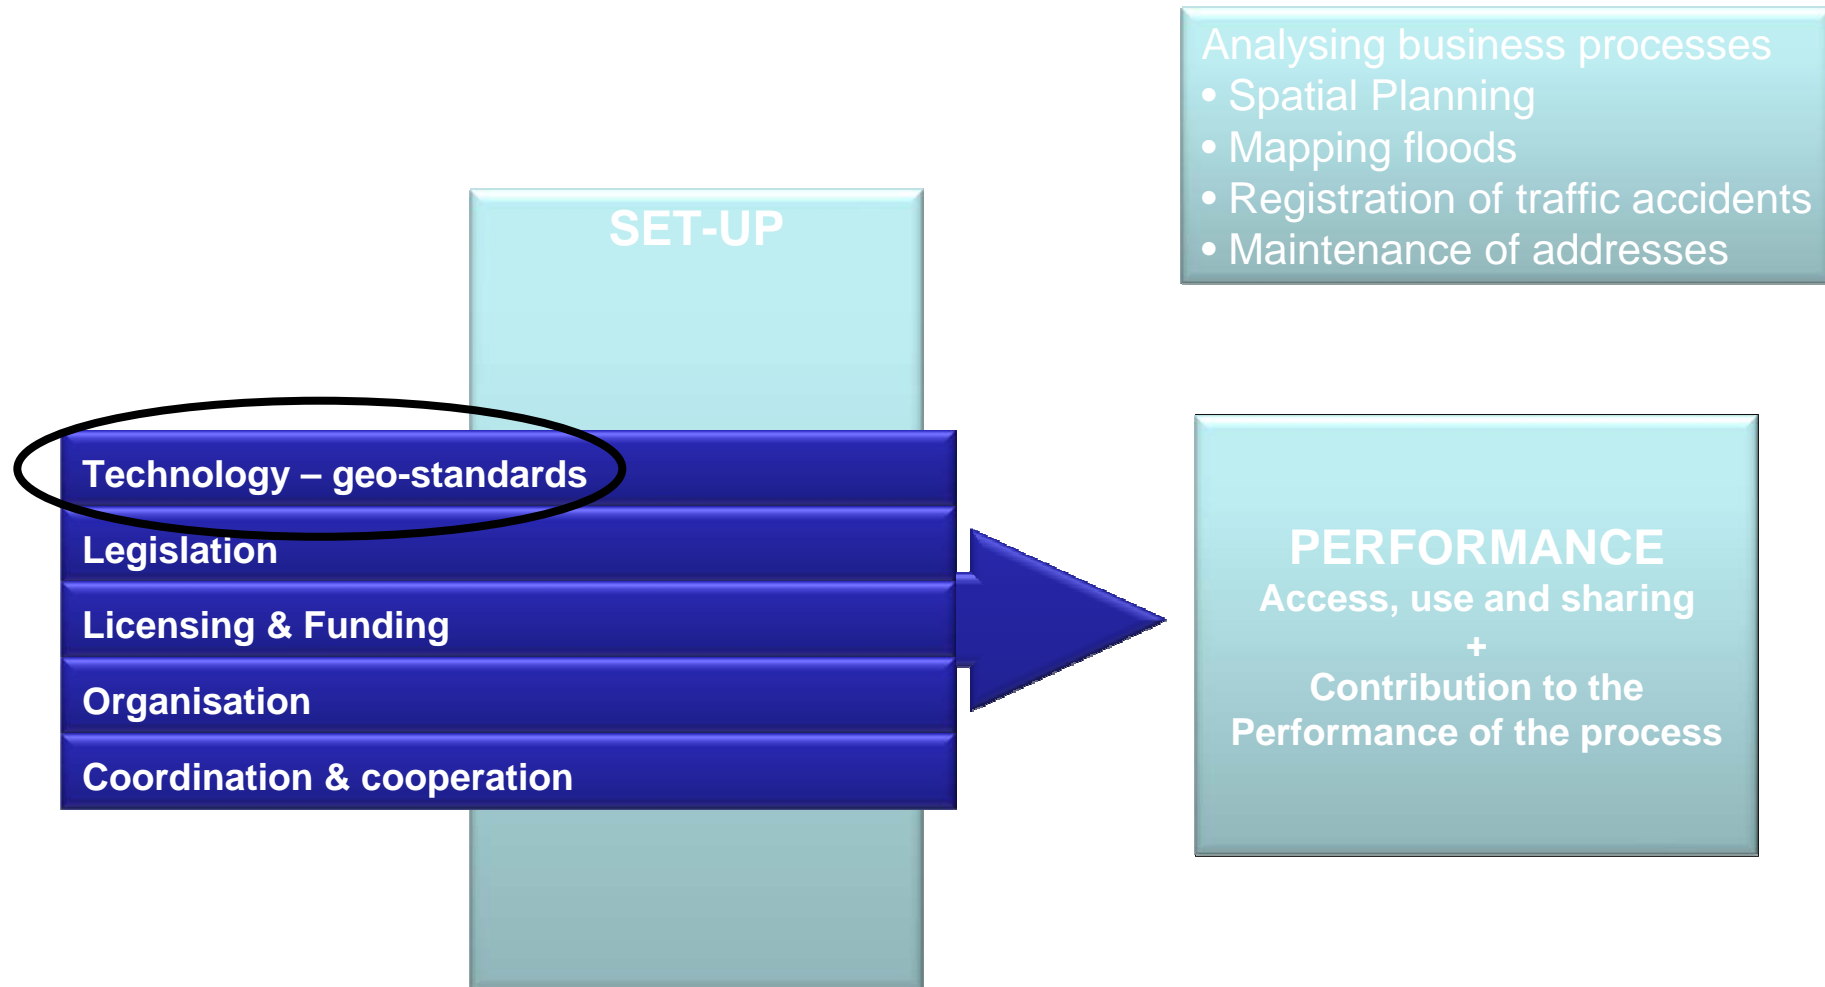 Analysing business processes
• Spatial Planning
• Mapping floods
• Registration of traffic accidents
• Maintenance of addresses
SET-UP
Technology – geo-standards
Legislation
Licensing & Funding
Organisation
Coordination & cooperation
PERFORMANCE
Access, use and sharing
+
Contribution to the
Performance of the process